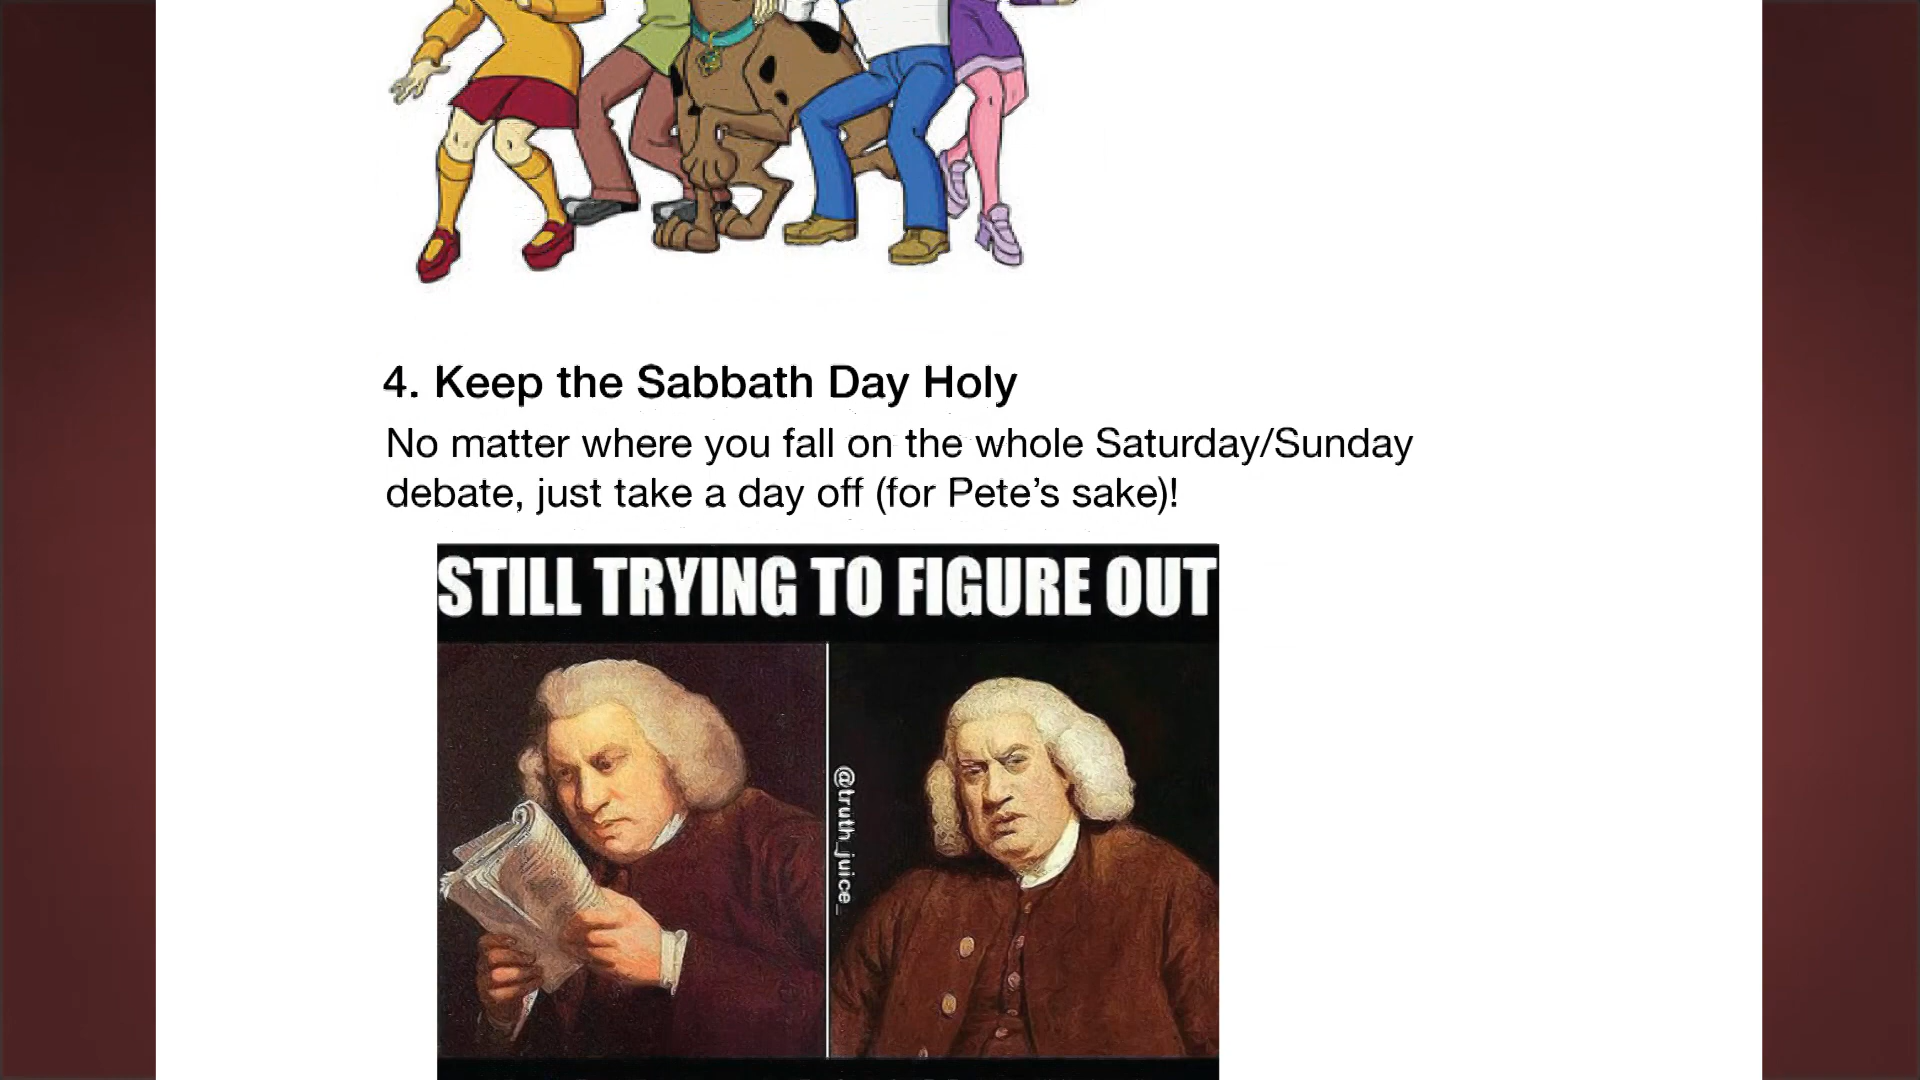 4. Keep the Sabbath Day Holy
No matter where you fall on the whole Saturday/Sunday
debate, just take a day off (for Pete’s sake)!
STILL TRYING TO FIGURE OUT
@truth_juice_